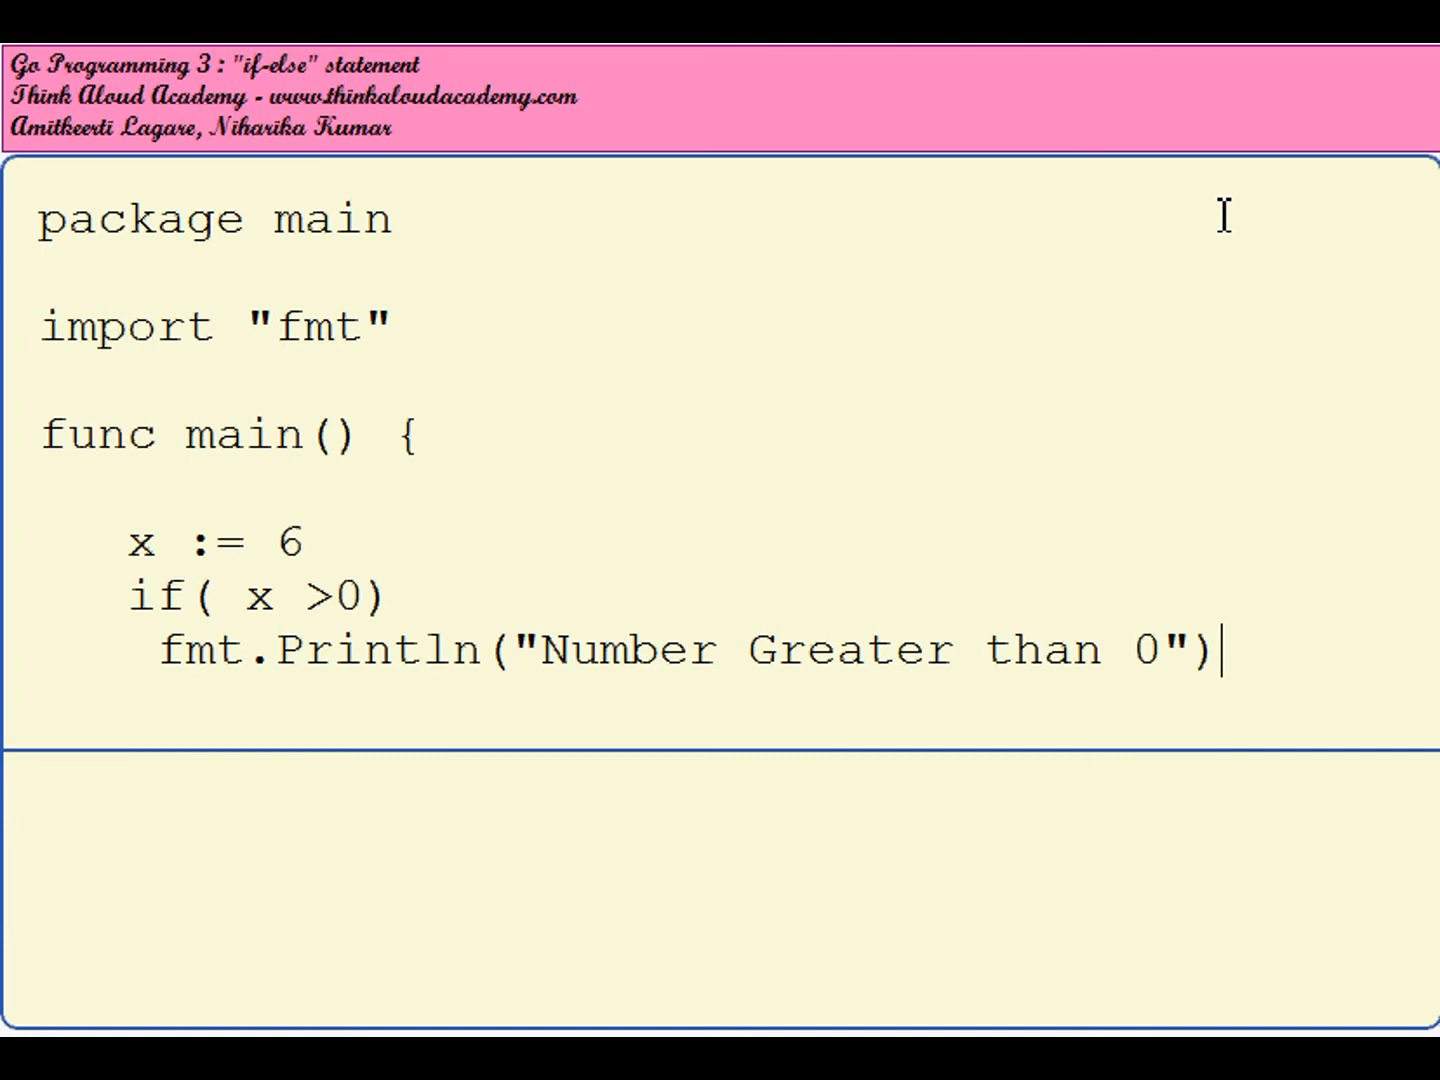 Go Programming 3 : "if-else" statement
Think Aloud Academy - www.thinkaloudacademy.com
Amitkeerti Lagare, Niharika Kumar
package main
import "fmt"
func main() {
x := 6
if( x >0)
fmt.Println("Number Greater than 0")